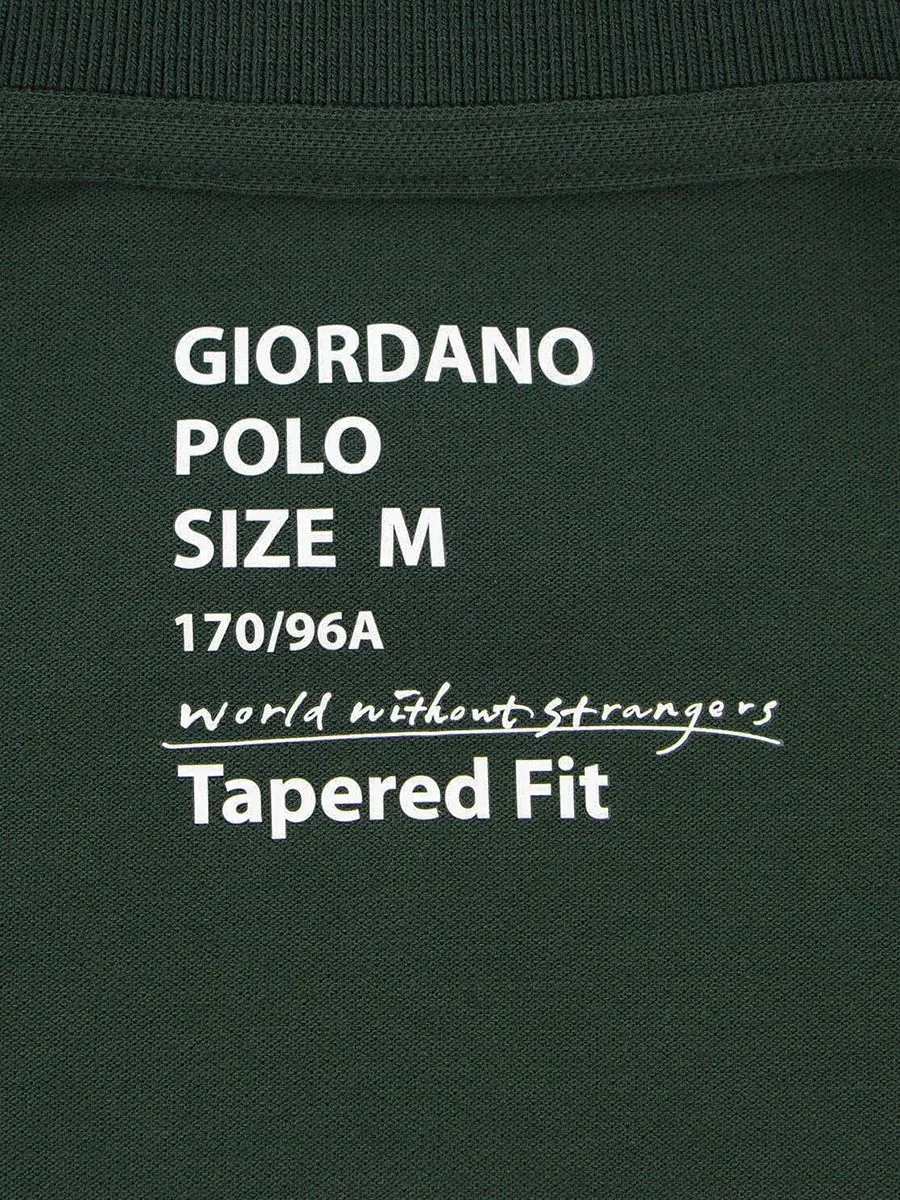 GIORDANO
POLO
SIZE M
170/96A
World without strangers
Tapered Fit